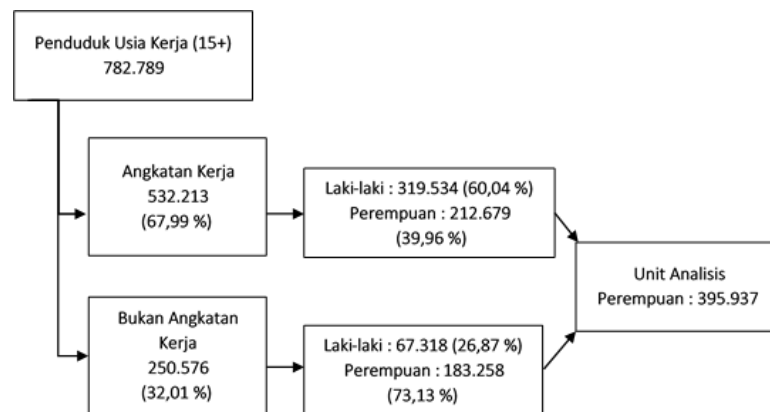 Penduduk Usia Kerja (15+)
782.789
Angkatan Kerja
532.213
(67,99 %)
Laki-laki : 319.534 (60,04 %)
Perempuan : 212.679
(39,96 %)
Unit Analisis
Perempuan : 395.937
Bukan Angkatan
Kerja
250.576
(32,01 %)
Laki-laki : 67.318 (26,87 %)
Perempuan : 183.258
(73,13 %)